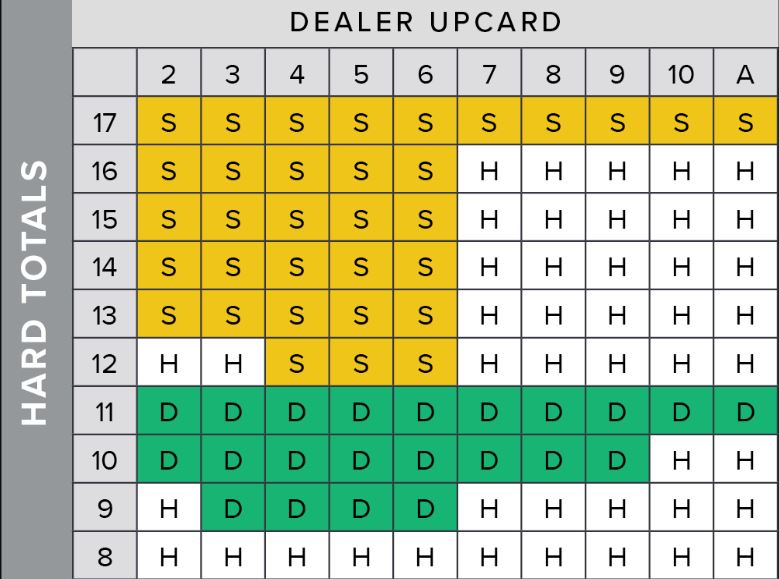 DEALER UPCARD
HARD TOTALS
2 3 4 5 6 7 8 9 10 A
17 S S S S S S S S S S
16 S S S S S H H H H H
15 S S S S S H H H H H
14 S S S S S H H H H H
13 S S S S S H H H H H
12 H H S S S H H H H H
11 D D D D D D D D D D
10 D D D D D D D D H H
9 H D D D D H H H H H
8 H H H H H H H H H H